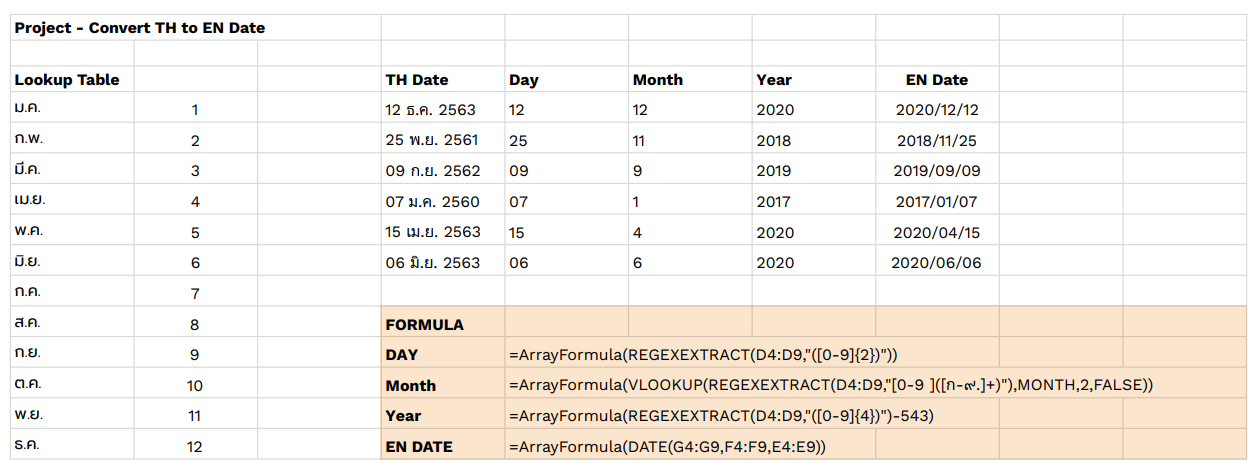 Project - Convert TH to EN Date
Lookup Table TH Date Day Month Year EN Date
ม.ค. 1 12 ธ.ค. 2563 12 12 2020 2020/12/12
ก.พ. 2 25 พ.ย. 2561 25 11 2018 2018/11/25
มี.ค. 3 09 ก.ย. 2562 09 9 2019 2019/09/09
เม.ย. 4 07 ม.ค. 2560 07 1 2017 2017/01/07
พ.ค. 5 15 เม.ย. 2563 15 4 2020 2020/04/15
มิ.ย. 6 06 มิ.ย. 2563 06 6 2020 2020/06/06
ก.ค. 7
ส.ค. 8 FORMULA
ก.ย. 9 DAY =ArrayFormula(REGEXEXTRACT(D4:D9,"([0-9]{2})"))
ต.ค. 10 Month =ArrayFormula(VLOOKUP(REGEXEXTRACT(D4:D9,"[0-9 ]([ก-๙.]+)"),MONTH,2,FALSE))
พ.ย. 11 Year =ArrayFormula(REGEXEXTRACT(D4:D9,"([0-9]{4})")-543)
ธ.ค. 12 EN DATE =ArrayFormula(DATE(G4:G9,F4:F9,E4:E9))